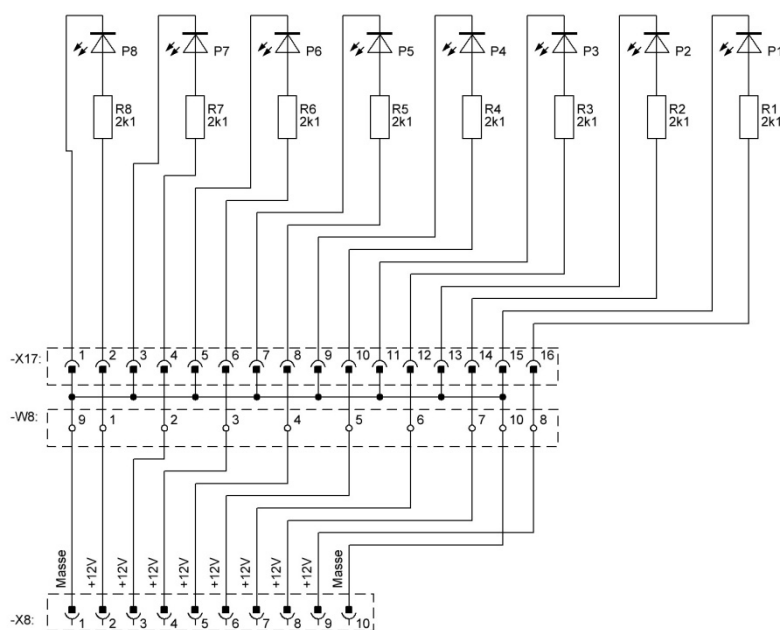 P8 P7 P6 P5 P4 P3 P2 P1
R8 R7 R6 R5 R4 R3 R2 R1
2k1 2k1 2k1 2k1 2k1 2k1 2k1 2k1
-X17: 1 2 3 4 5 6 7 8 9 10 11 12 13 14 15 16
-W8: 9 1 2 3 4 5 6 7 10 8
Masse +12V +12V +12V +12V +12V +12V +12V +12V Masse
-X8: 1 2 3 4 5 6 7 8 9 10